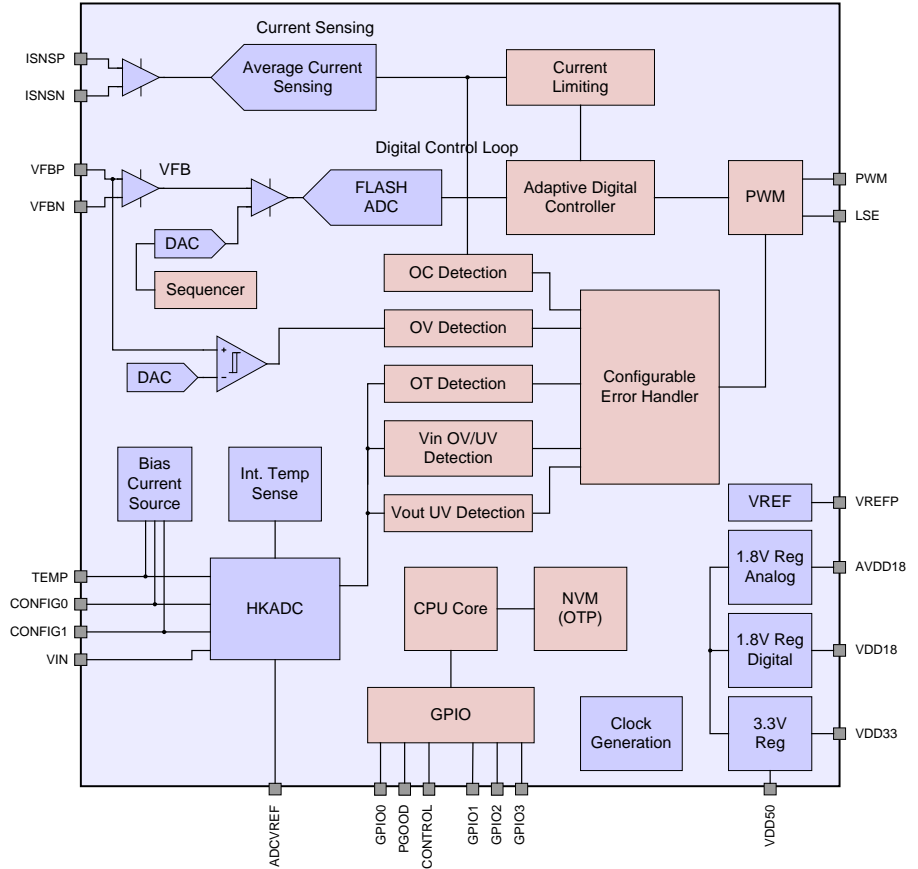 Current Sensing
ISNSP
ISNSN
Average Current
Sensing
Current
Limiting
Digital Control Loop
VFBP
VFBN
VFB
FLASH
ADC
Adaptive Digital
Controller
PWM
PWM
LSE
DAC
Sequencer
OC Detection
OV Detection
+
−
DAC
OT Detection
Configurable
Error Handler
Vin OV/UV
Detection
Vout UV Detection
Bias
Current
Source
Int. Temp
Sense
VREF
VREFP
1.8V Reg
Analog
AVDD18
TEMP
CONFIG0
CONFIG1
VIN
HKADC
CPU Core
NVM
(OTP)
1.8V Reg
Digital
VDD18
GPIO
Clock
Generation
3.3V
Reg
VDD33
ADCVREF
GPIO0
PGOOD
CONTROL
GPIO1
GPIO2
GPIO3
VDD50